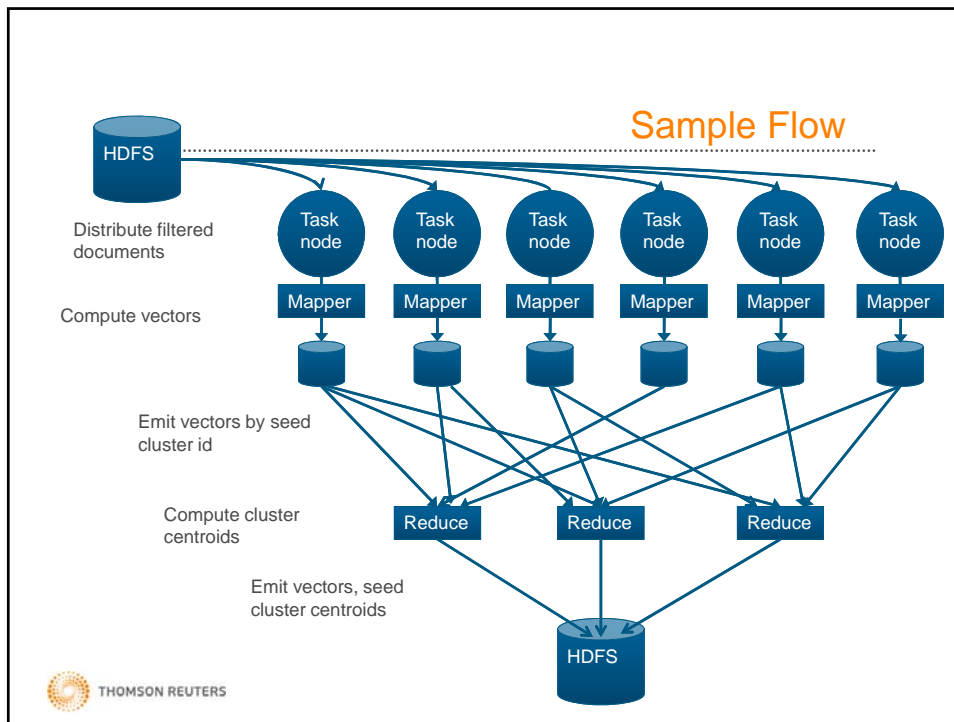 Sample Flow
HDFS
Distribute filtered
documents
Task
node
Task
node
Task
node
Task
node
Task
node
Task
node
Compute vectors
Mapper
Mapper
Mapper
Mapper
Mapper
Mapper
Emit vectors by seed
cluster id
Compute cluster
centroids
Reduce
Reduce
Reduce
Emit vectors, seed
cluster centroids
HDFS
THOMSON REUTERS